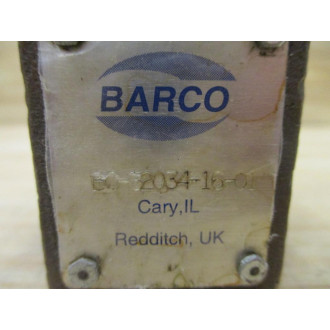 BARCO
Cary,IL
Redditch, UK